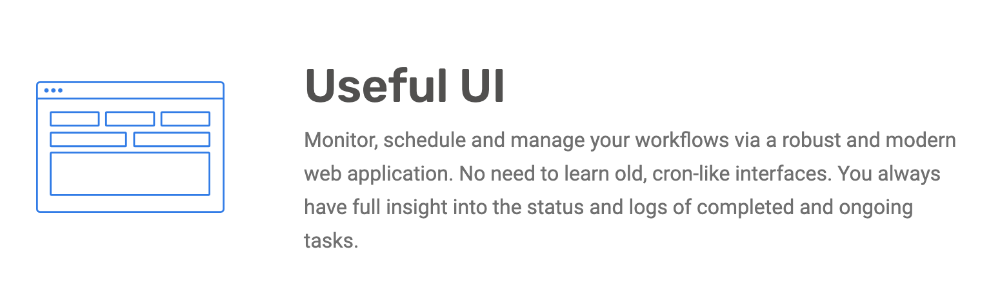 Useful UI
Monitor, schedule and manage your workflows via a robust and modern
web application. No need to learn old, cron-like interfaces. You always
have full insight into the status and logs of completed and ongoing
tasks.